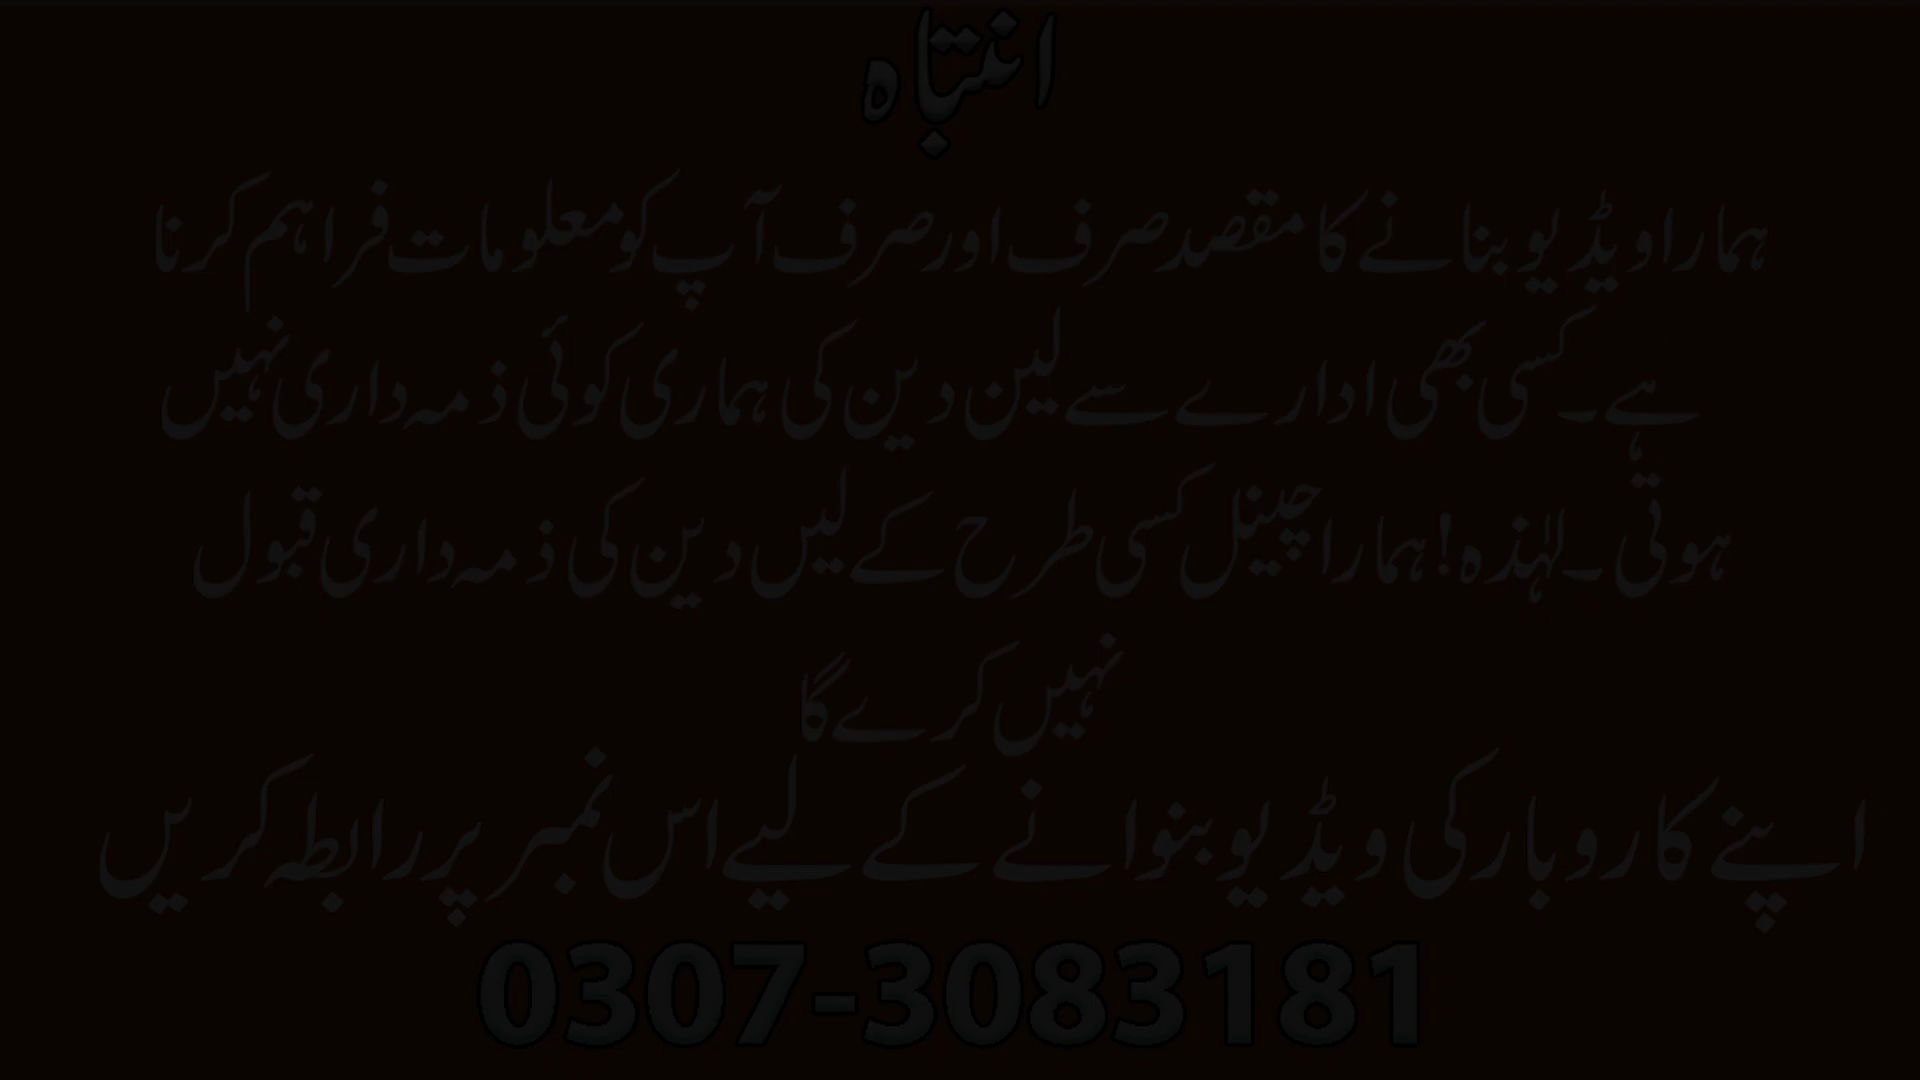 انتباہ
ہمارا ویڈیو بنانے کا مقصد صرف اور صرف آپ کو معلومات فراہم کرنا
ہے۔ کسی بھی ادارے سے لین دین کی ہماری کوئی ذمہ داری نہیں
ہوتی۔ لہٰذہ! ہمارا چینل کسی طرح کے لیں دین کی ذمہ داری قبول
نہیں کرے گا
اپنے کاروبار کی ویڈیو بنوانے کے لیے اس نمبر پر رابطہ کریں
0307-3083181